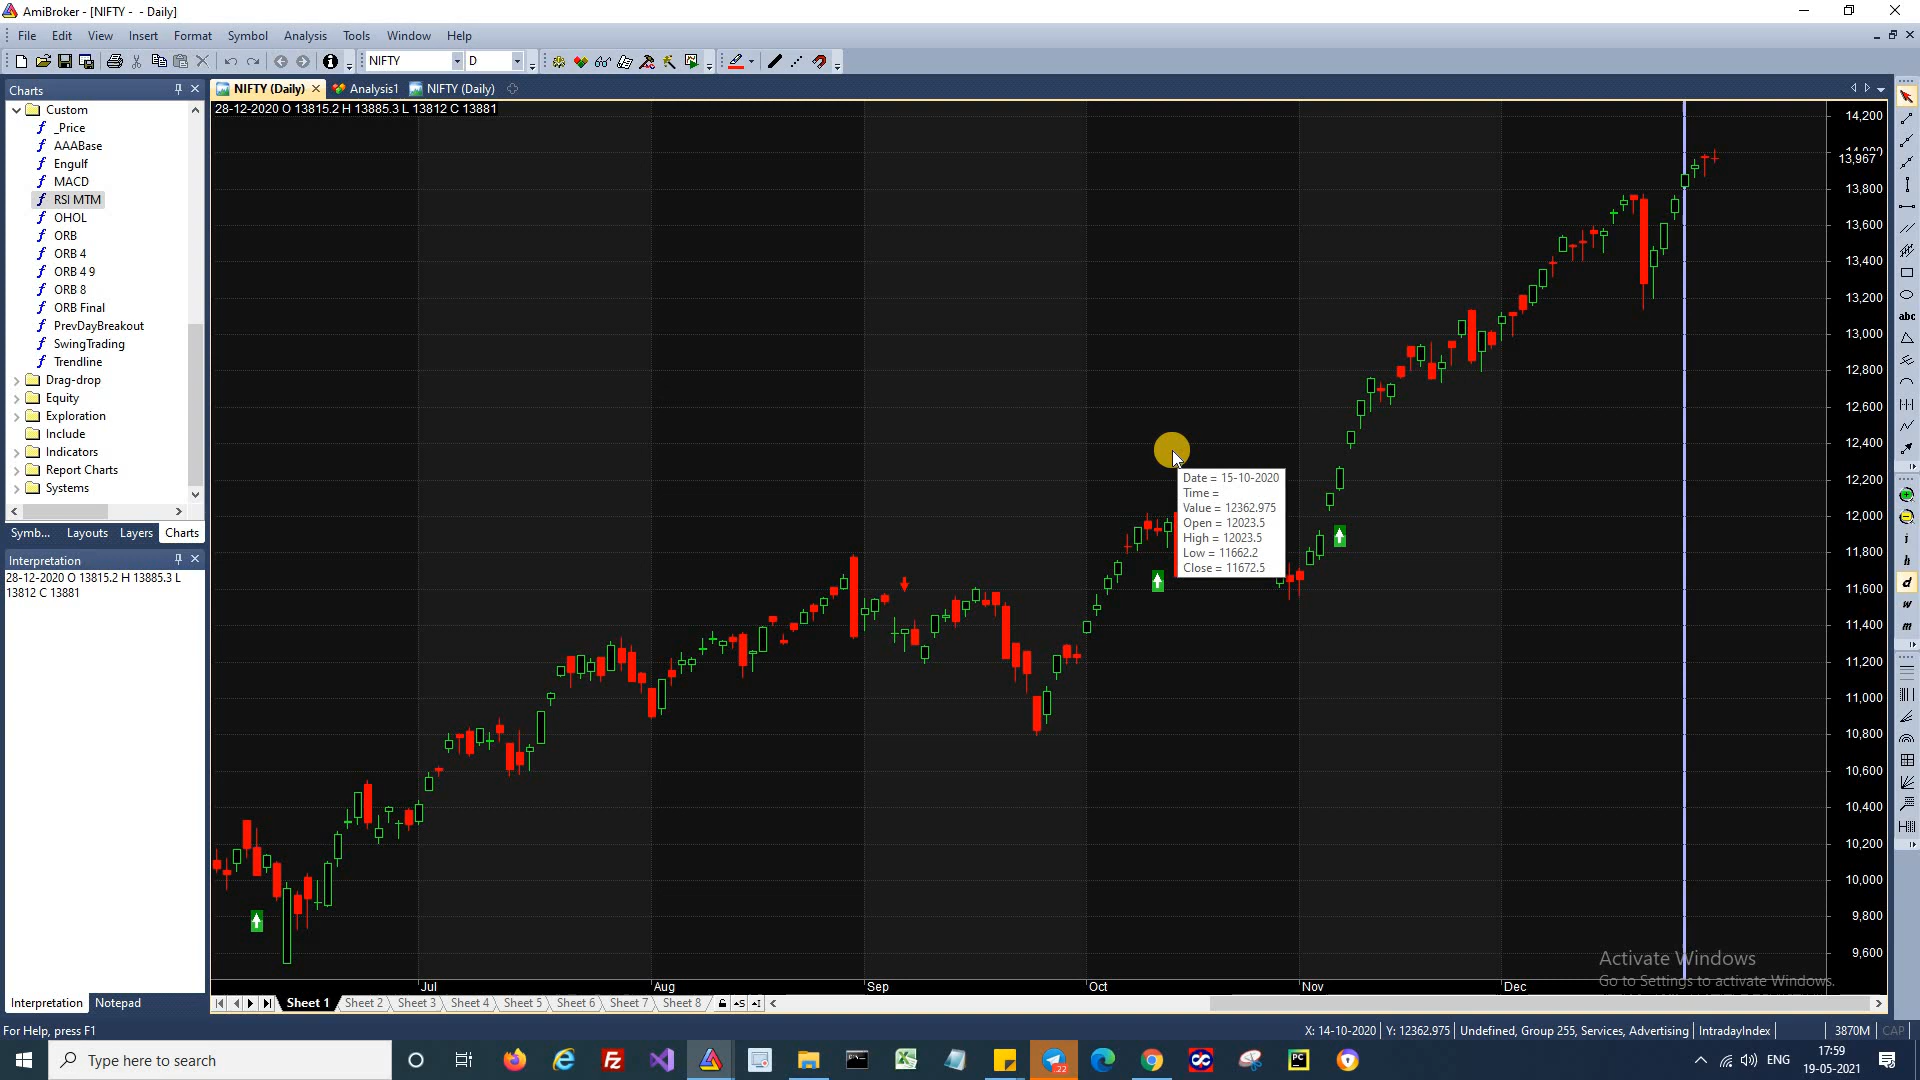 AmiBroker - [NIFTY -  - Daily]
File Edit View Insert Format Symbol Analysis Tools Window Help
NIFTY D
Charts
NIFTY (Daily) Analysis1 NIFTY (Daily)
28-12-2020 O 13815.2 H 13885.3 L 13812 C 13881
Custom
_Price
AAABase
Engulf
MACD
RSI MTM
OHOL
ORB
ORB 4
ORB 4 9
ORB 8
ORB Final
PrevDayBreakout
SwingTrading
Trendline
Drag-drop
Equity
Exploration
Include
Indicators
Report Charts
Systems
Symb... Layouts Layers Charts
Interpretation
28-12-2020 O 13815.2 H 13885.3 L
13812 C 13881
Interpretation Notepad
Date = 15-10-2020
Time =
Value = 12362.975
Open = 12023.5
High = 12023.5
Low = 11662.2
Close = 11672.5
14,200
13,967
13,800
13,600
13,400
13,200
13,000
12,800
12,600
12,400
12,200
12,000
11,800
11,600
11,400
11,200
11,000
10,800
10,600
10,400
10,200
10,000
9,800
9,600
abc
i
h
d
w
m
Activate Windows
Go to Settings to activate Windows.
Jul Aug Sep Oct Nov Dec
Sheet 1 Sheet 2 Sheet 3 Sheet 4 Sheet 5 Sheet 6 Sheet 7 Sheet 8
For Help, press F1
X: 14-10-2020 Y: 12362.975 Undefined, Group 255, Services, Advertising IntradayIndex 3870M CAP
Type here to search
22
ENG
17:59
19-05-2021